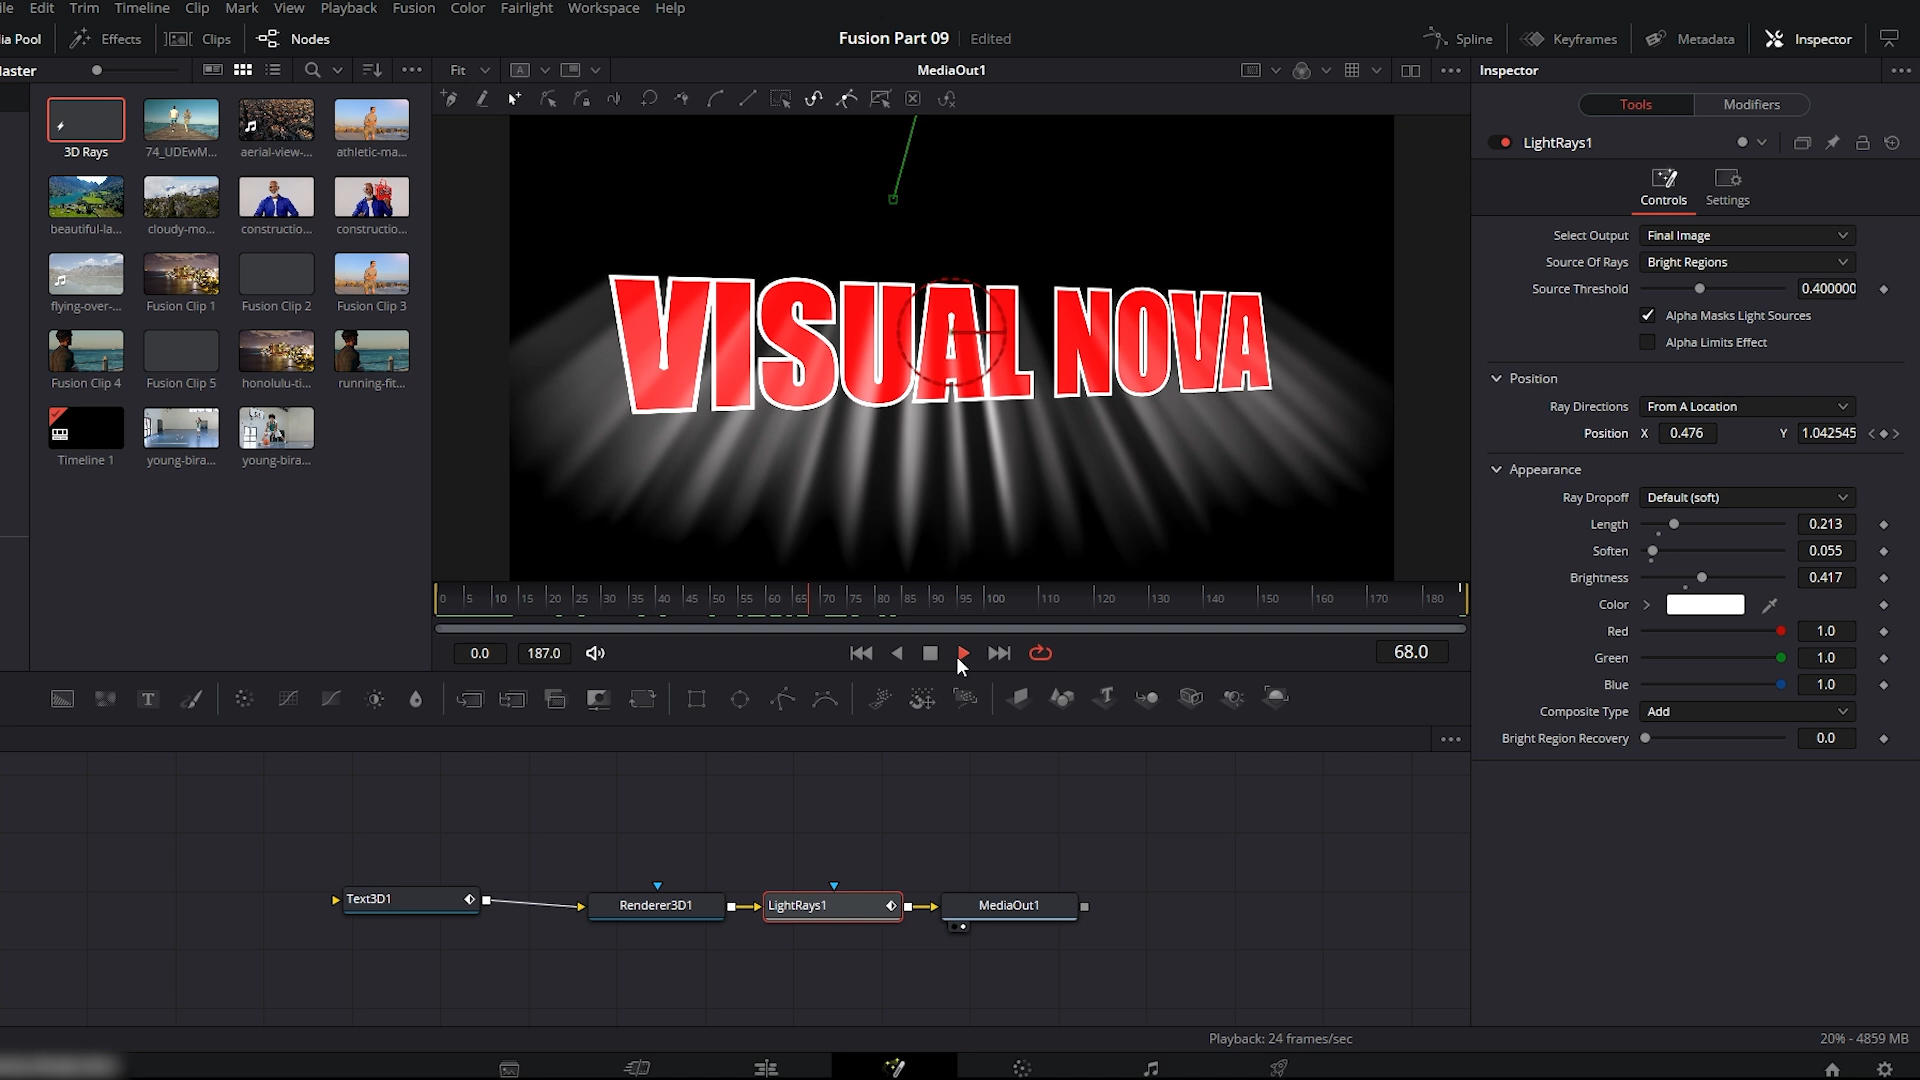 Edit Trim Timeline Clip Mark View Playback Fusion Color Fairlight Workspace Help
Effects Clips Nodes Fusion Part 09 Edited Spline Keyframes Metadata Inspector
Fit MediaOut1 Inspector
Tools Modifiers
LightRays1
Controls Settings
3D Rays 74_UDEwM... aerial-view-... athletic-ma...
beautiful-la... cloudy-mo... constructio... constructio...
flying-over-... Fusion Clip 1 Fusion Clip 2 Fusion Clip 3
Fusion Clip 4 Fusion Clip 5 honolulu-ti... running-fit...
Timeline 1 young-bira... young-bira...
VISUAL NOVA
Select Output Final Image
Source Of Rays Bright Regions
Source Threshold 0.400000
Alpha Masks Light Sources
Alpha Limits Effect
Position
Ray Directions From A Location
Position X 0.476 Y 1.042545
Appearance
Ray Dropoff Default (soft)
Length 0.213
Soften 0.055
Brightness 0.417
Color
Red 1.0
Green 1.0
Blue 1.0
Composite Type Add
Bright Region Recovery 0.0
0 5 10 15 20 25 30 35 40 45 50 55 60 65 70 75 80 85 90 95 100 110 120 130 140 150 160 170 180
0.0 187.0 68.0
T
Text3D1 Renderer3D1 LightRays1 MediaOut1
Playback: 24 frames/sec 20% - 4859 MB